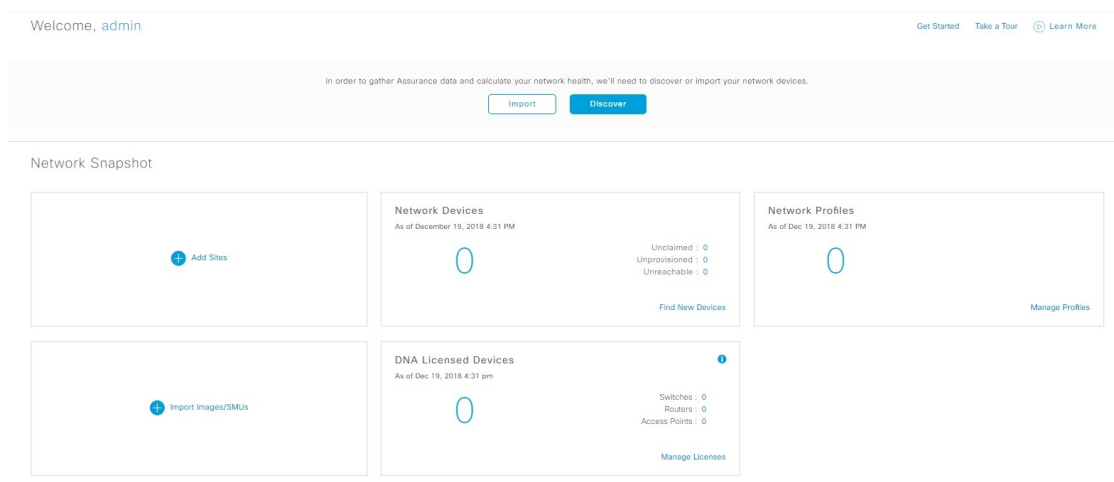 Welcome, admin
Get Started Take a Tour Learn More
In order to gather Assurance data and calculate your network health, we'll need to discover or import your network devices.
Import Discover
Network Snapshot
Add Sites
Network Devices
As of December 19, 2018 4:31 PM
0
Unclaimed : 0
Unprovisioned : 0
Unreachable : 0
Find New Devices
Network Profiles
As of Dec 19, 2018 4:31 PM
0
Manage Profiles
Import Images/SMUs
DNA Licensed Devices
As of Dec 19, 2018 4:31 pm
0
Switches : 0
Routers : 0
Access Points : 0
Manage Licenses